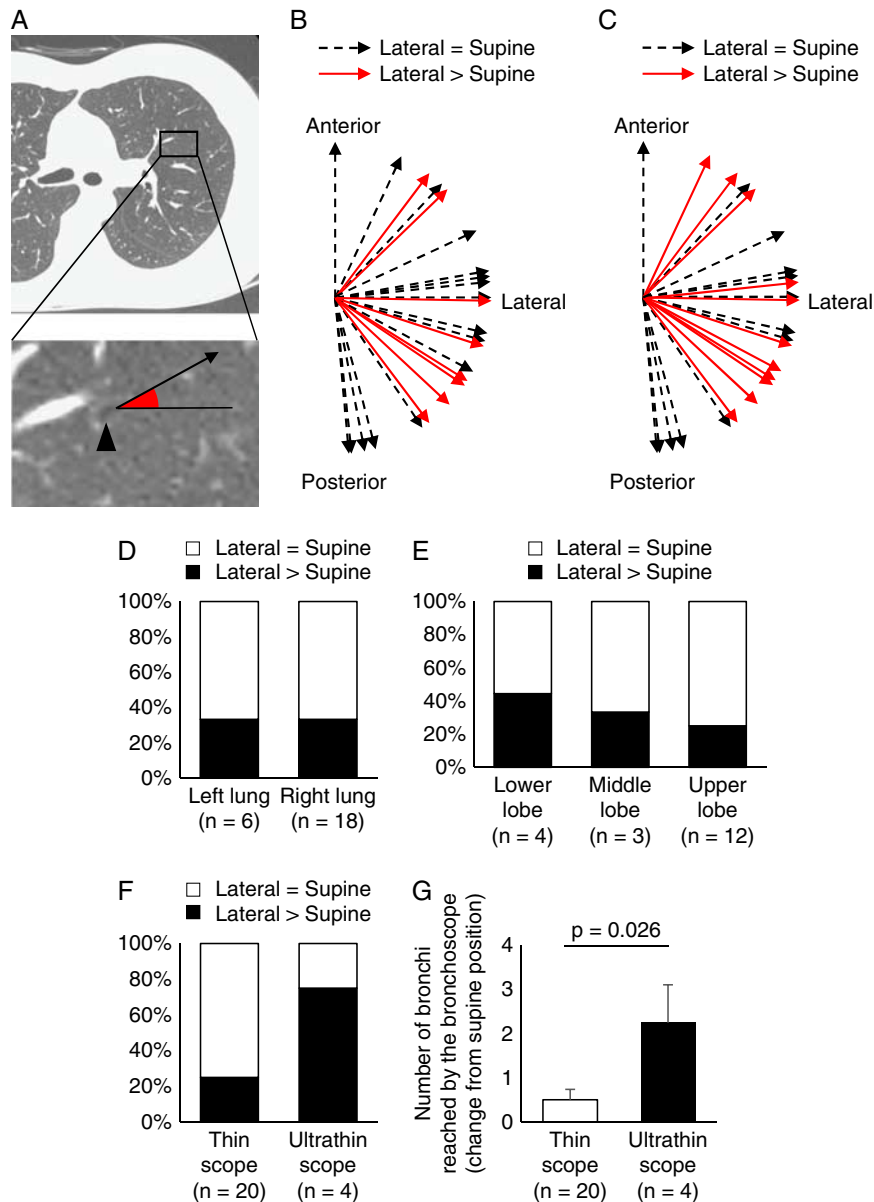 A
B
Lateral = Supine
Lateral > Supine
Anterior
Lateral
Posterior
C
Lateral = Supine
Lateral > Supine
Anterior
Lateral
Posterior
D
Lateral = Supine
Lateral > Supine
100%
80%
60%
40%
20%
0%
Left lung
(n = 6)
Right lung
(n = 18)
E
Lateral = Supine
Lateral > Supine
100%
80%
60%
40%
20%
0%
Lower
lobe
(n = 4)
Middle
lobe
(n = 3)
Upper
lobe
(n = 12)
F
Lateral = Supine
Lateral > Supine
100%
80%
60%
40%
20%
0%
Thin
scope
(n = 20)
Ultrathin
scope
(n = 4)
G
Number of bronchi
reached by the bronchoscope
(change from supine position)
p = 0.026
4
3
2
1
0
Thin
scope
(n = 20)
Ultrathin
scope
(n = 4)